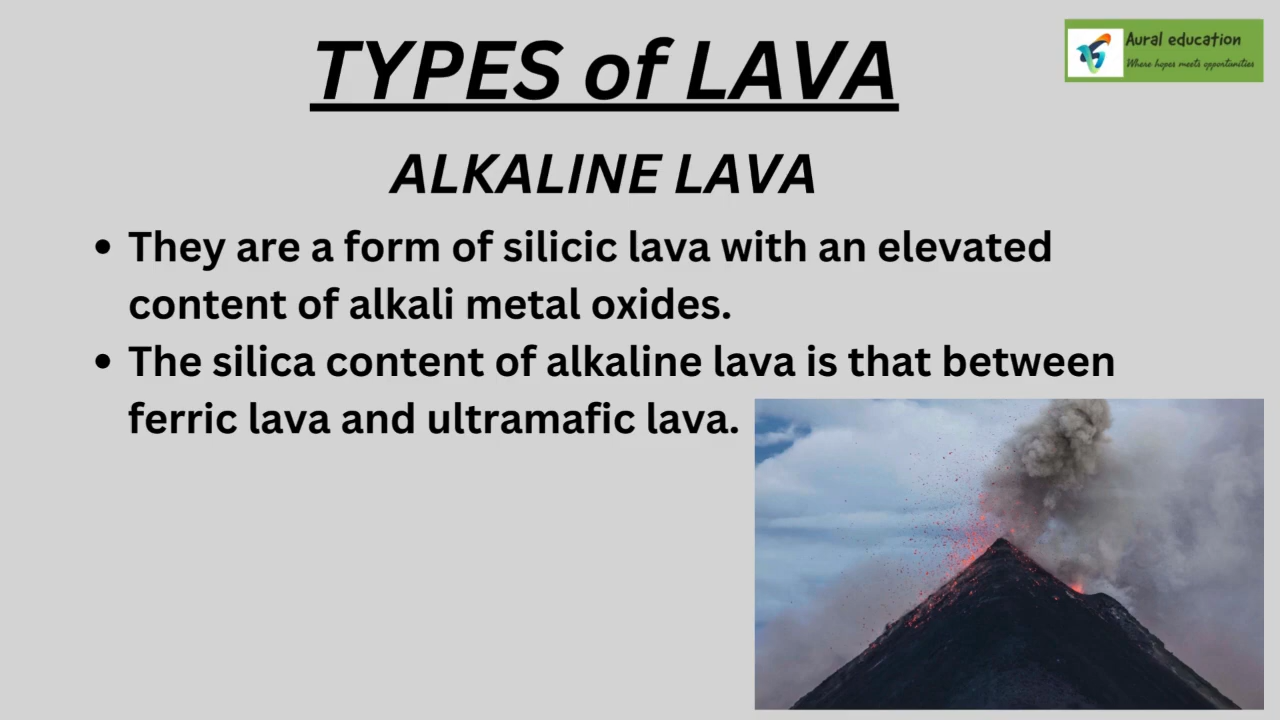 TYPES of LAVA
Aural education
Where hopes meets opportunities
ALKALINE LAVA
• They are a form of silicic lava with an elevated
content of alkali metal oxides.
• The silica content of alkaline lava is that between
ferric lava and ultramafic lava.